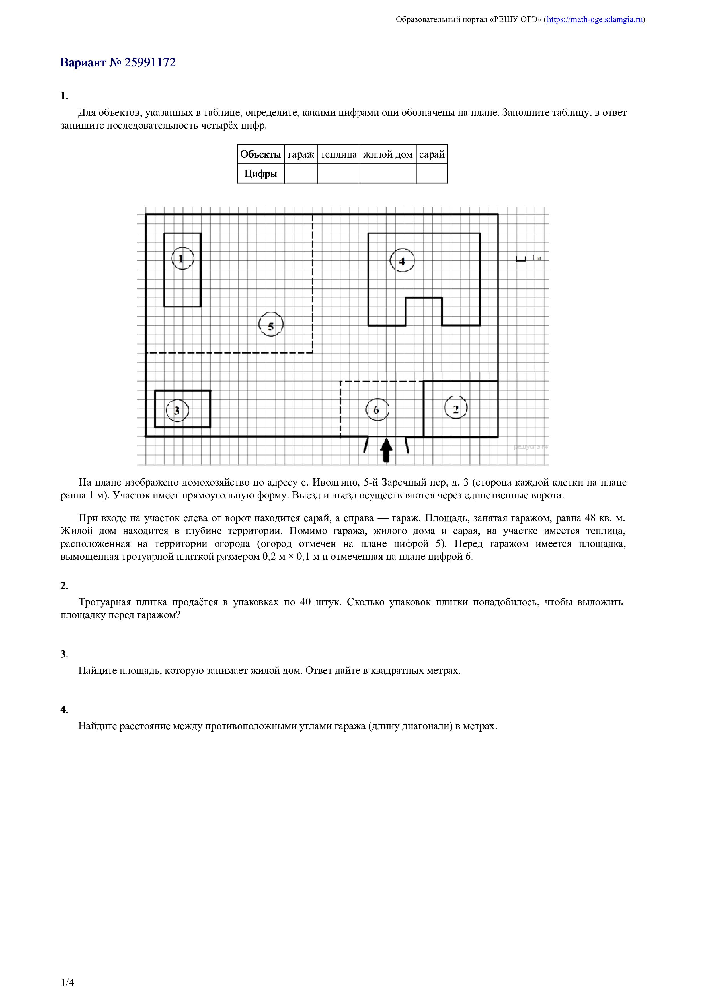 Образовательный портал «РЕШУ ОГЭ» (https://math-oge.sdamgia.ru)
Вариант № 25991172
1.
Для объектов, указанных в таблице, определите, какими цифрами они обозначены на плане. Заполните таблицу, в ответ
запишите последовательность четырёх цифр.
Объекты гараж теплица жилой дом сарай
Цифры
1
4
1 м
5
3
6
2
решуогэ.рф
На плане изображено домохозяйство по адресу с. Иволгино, 5-й Заречный пер, д. 3 (сторона каждой клетки на плане
равна 1 м). Участок имеет прямоугольную форму. Выезд и въезд осуществляются через единственные ворота.
При входе на участок слева от ворот находится сарай, а справа — гараж. Площадь, занятая гаражом, равна 48 кв. м.
Жилой дом находится в глубине территории. Помимо гаража, жилого дома и сарая, на участке имеется теплица,
расположенная на территории огорода (огород отмечен на плане цифрой 5). Перед гаражом имеется площадка,
вымощенная тротуарной плиткой размером 0,2 м × 0,1 м и отмеченная на плане цифрой 6.
2.
Тротуарная плитка продаётся в упаковках по 40 штук. Сколько упаковок плитки понадобилось, чтобы выложить
площадку перед гаражом?
3.
Найдите площадь, которую занимает жилой дом. Ответ дайте в квадратных метрах.
4.
Найдите расстояние между противоположными углами гаража (длину диагонали) в метрах.
1/4